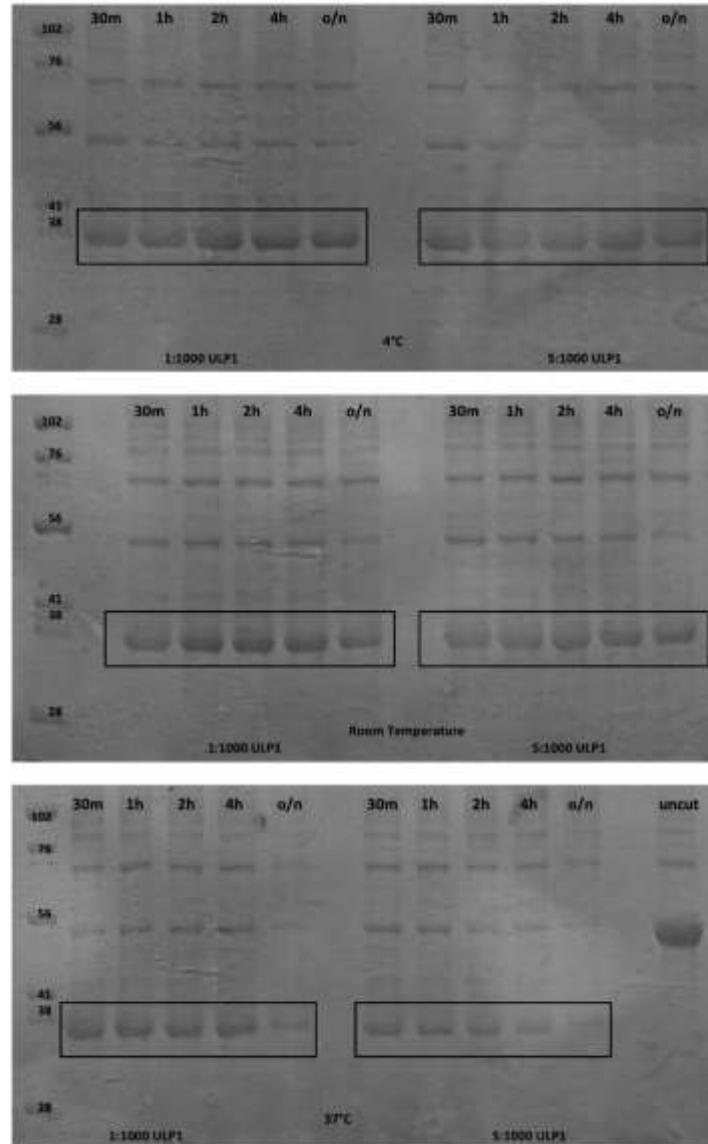 30m 1h 2h 4h o/n 30m 1h 2h 4h o/n
102
76
56
41
38
28
4°C
1:1000 ULP1 5:1000 ULP1
30m 1h 2h 4h o/n 30m 1h 2h 4h o/n
102
76
56
41
38
28
Room Temperature
1:1000 ULP1 5:1000 ULP1
30m 1h 2h 4h o/n 30m 1h 2h 4h o/n uncut
102
76
56
41
38
28
37°C
1:1000 ULP1 5:1000 ULP1